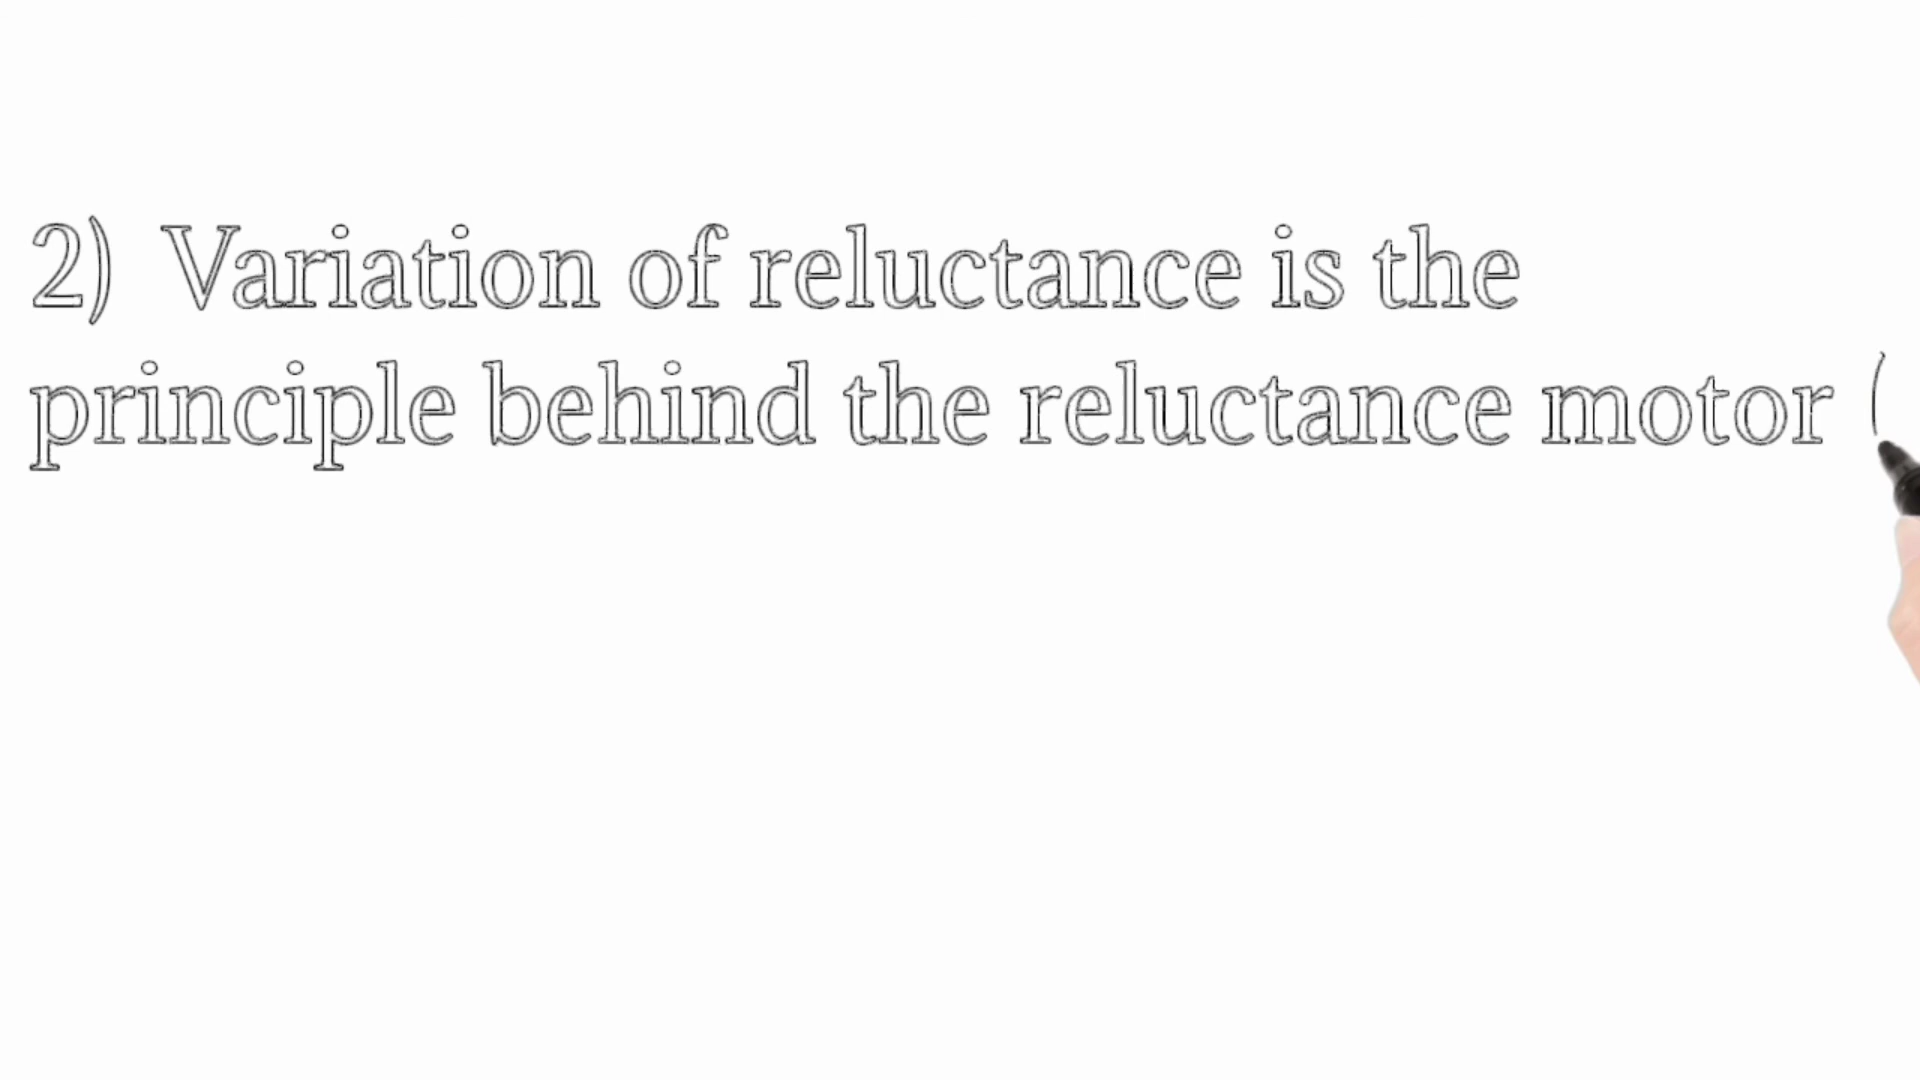 2) Variation of reluctance is the
principle behind the reluctance motor (